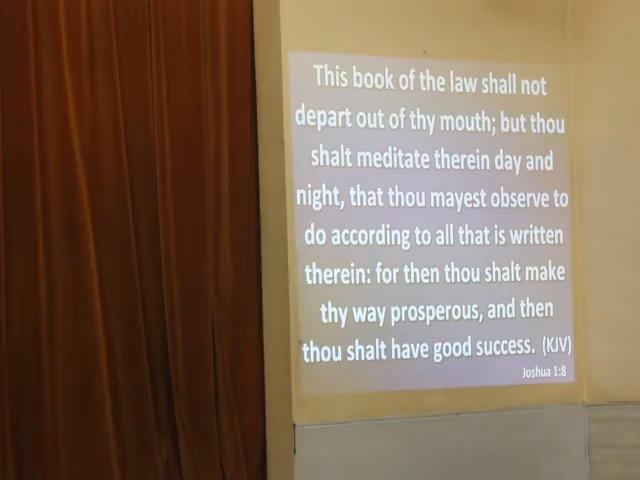 This book of the law shall not
depart out of thy mouth; but thou
shalt meditate therein day and
night, that thou mayest observe to
do according to all that is written
therein: for then thou shalt make
thy way prosperous, and then
thou shalt have good success. (KJV)
Joshua 1:8